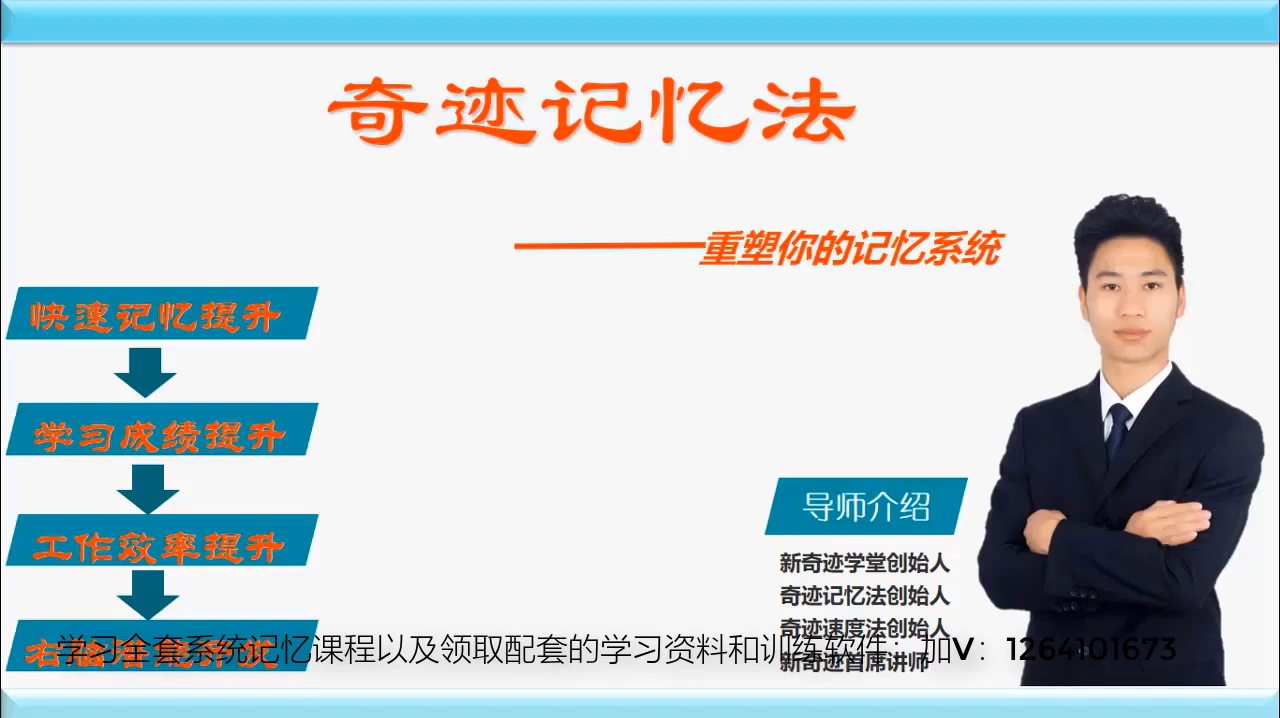 奇迹记忆法
重塑你的记忆系统
快速记忆提升
学习成绩提升
工作效率提升
右脑
导师介绍
新奇迹学堂创始人
奇迹记忆法创始人
奇迹速度法创始人
新奇迹首席讲师
学习全套系统记忆课程以及领取配套的学习资料和训练软件：加V：1264101673